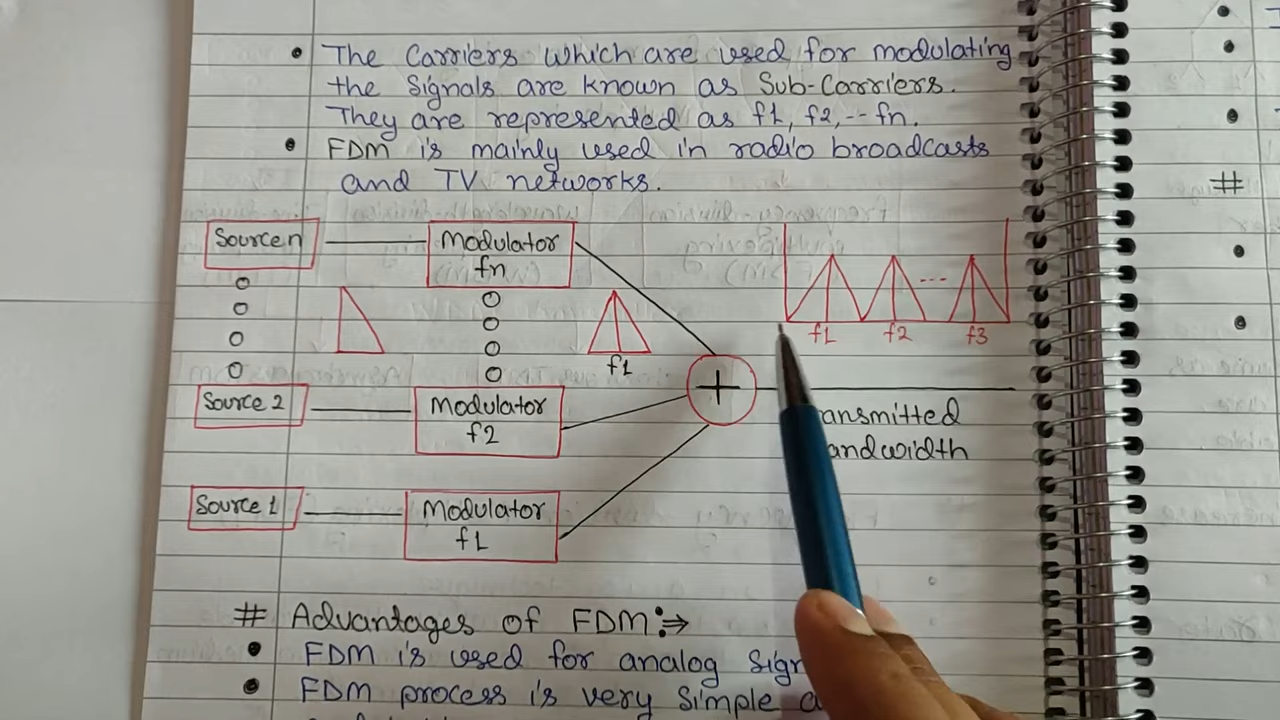 • The Carriers which are used for modulating
the Signals are known as Sub-Carriers.
They are represented as f1, f2, -- fn.
• FDM is mainly used in radio broadcasts
and TV networks.
Source n
Modulator
fn
f1 f2 --- f3
f1
+
Source 2
Modulator
f2
ansmitted
andwidth
Source 1
Modulator
f1
# Advantages of FDM:⇒
• FDM is used for analog sign
• FDM process is very simple a
#